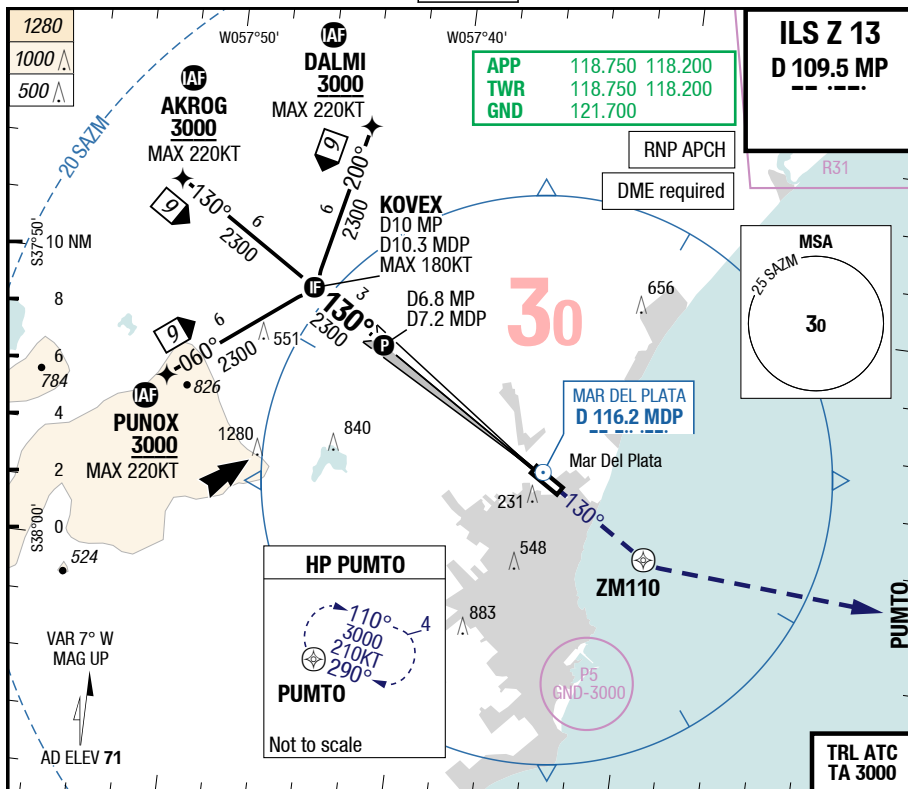 1280
1000
500
20 SAZM
W057°50'
W057°40'
IAF
DALMI
3000
MAX 220KT
IAF
AKROG
3000
MAX 220KT
APP 118.750 118.200
TWR 118.750 118.200
GND 121.700
ILS Z 13
D 109.5 MP
RNP APCH
DME required
R31
9
130°
6
2300
9
200°
6
2300
KOVEX
D10 MP
D10.3 MDP
MAX 180KT
IF
S37°50'
10 NM
8
6
4
2
0
S38°00'
3
130°
2300
D6.8 MP
D7.2 MDP
P
30
656
MSA
25 SAZM
30
9
060°
6
2300
551
784
826
IAF
PUNOX
3000
MAX 220KT
1280
840
MAR DEL PLATA
D 116.2 MDP
Mar Del Plata
231
130°
548
524
883
ZM110
PUMTO
HP PUMTO
110°
4
3000
210KT
290°
PUMTO
Not to scale
P5
GND-3000
VAR 7° W
MAG UP
AD ELEV 71
TRL ATC
TA 3000